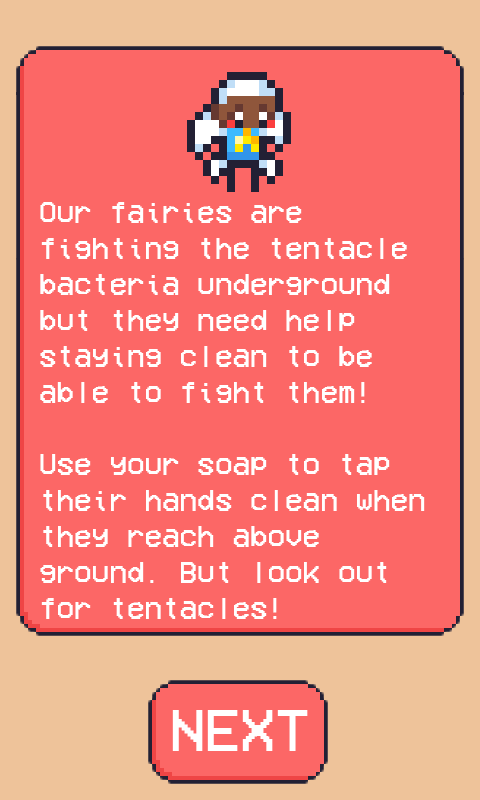 Our fairies are
fighting the tentacle
bacteria underground
but they need help
staying clean to be
able to fight them!
Use your soap to tap
their hands clean when
they reach above
ground. But look out
for tentacles!
NEXT